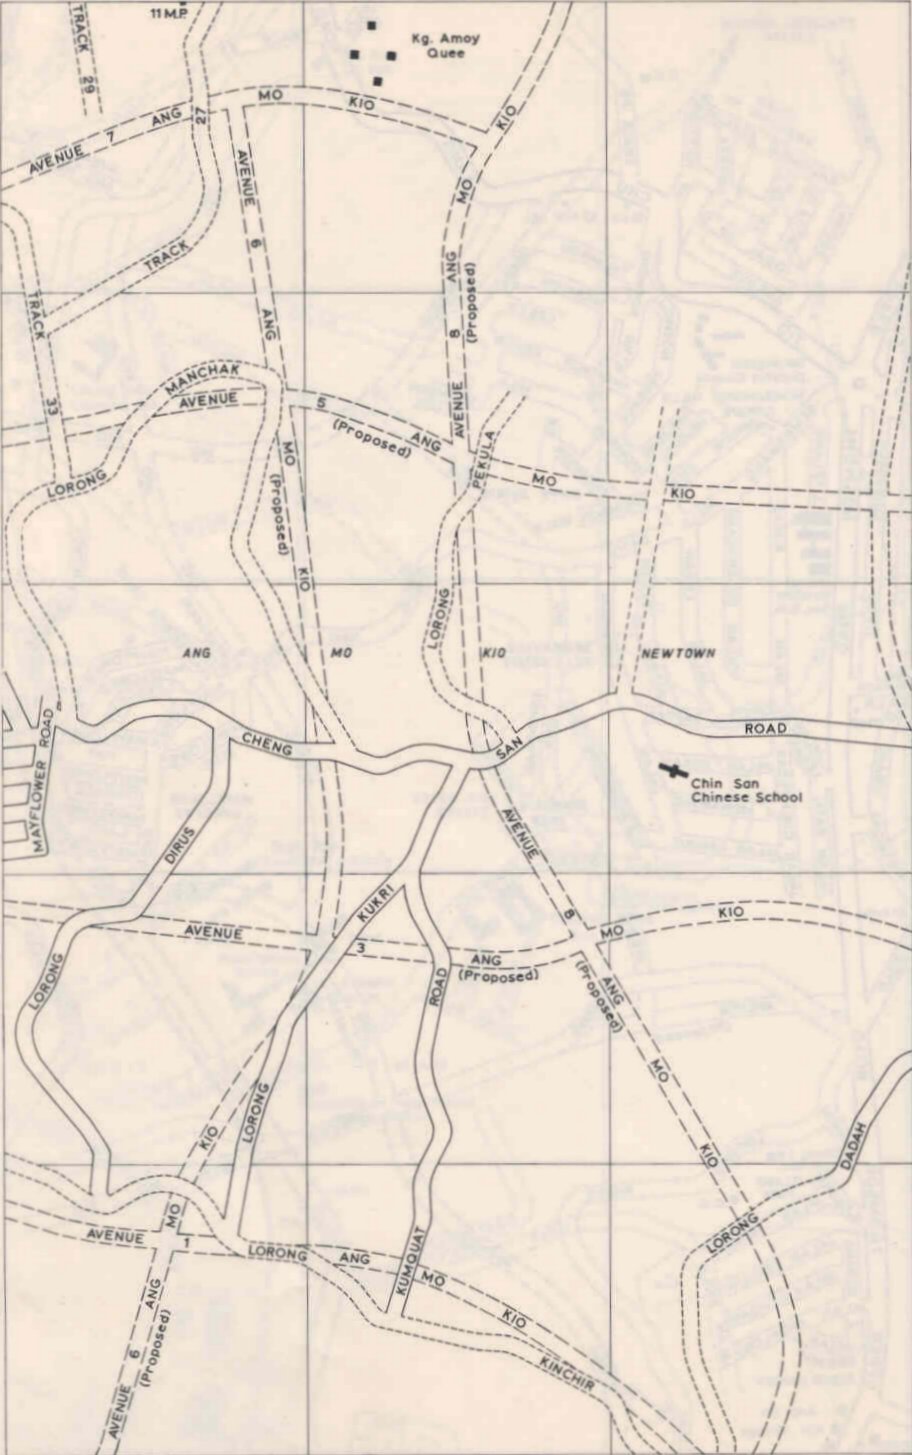 11 M.P.
Kg. Amoy
Quee
TRACK 29
27
TRACK
AVENUE 7 ANG MO KIO
AVENUE 6 ANG MO KIO
(Proposed)
KIO
MO
ANG
8
AVENUE
(Proposed)
TRACK 33
LORONG MANCHAK
AVENUE 5 ANG MO KIO
(Proposed)
LORONG PEKULA
ANG MO KIO NEWTOWN
MAYFLOWER ROAD
CHENG SAN ROAD
Chin San
Chinese School
LORONG DIRUS
LORONG KUKRI
AVENUE 8 ANG MO KIO
(Proposed)
AVENUE 3 ANG MO KIO
(Proposed)
KUMQUAT ROAD
LORONG DADAH
AVENUE 6 ANG MO KIO
(Proposed)
AVENUE 1 ANG MO KIO
LORONG KINCHIR